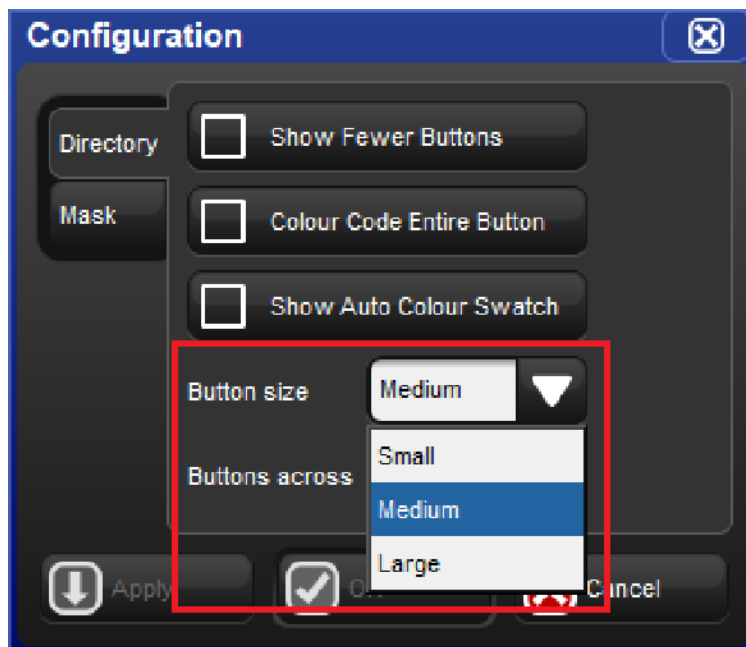 Configuration
Directory
Show Fewer Buttons
Mask
Colour Code Entire Button
Show Auto Colour Swatch
Button size
Medium
Buttons across
Small
Medium
Large
Apply
Cancel